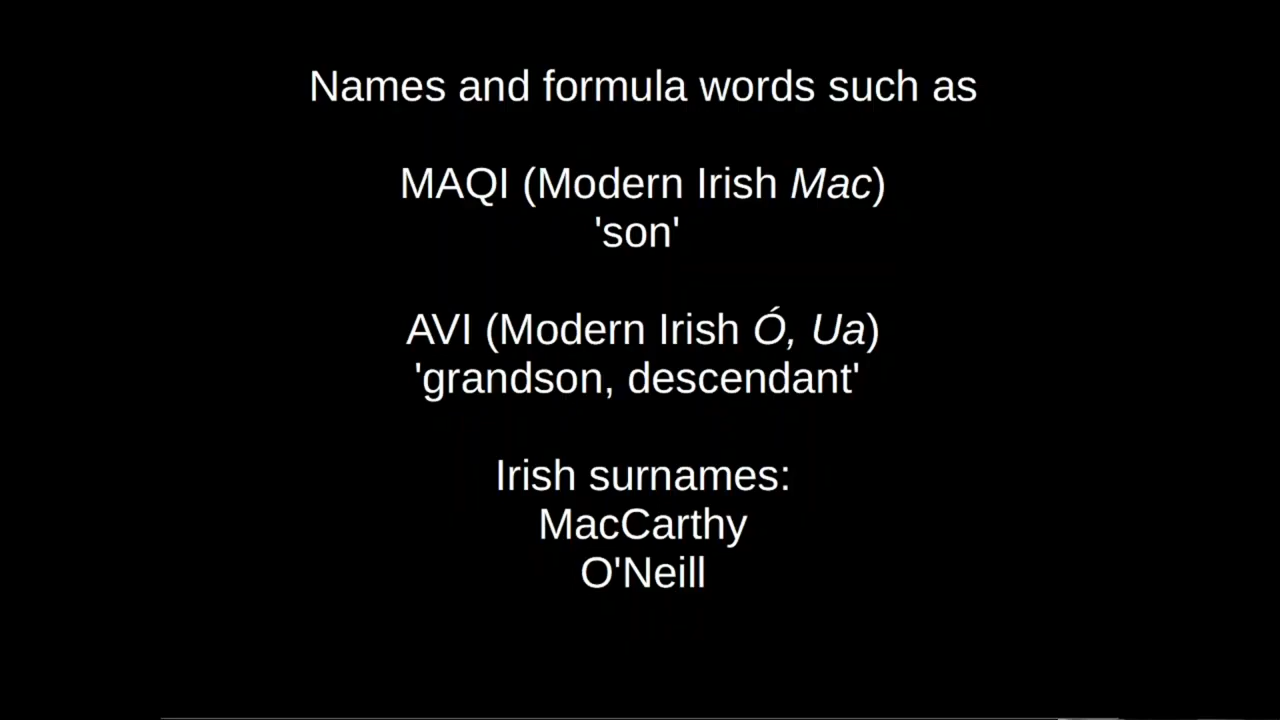 Names and formula words such as
MAQI (Modern Irish Mac)
'son'
AVI (Modern Irish Ó, Ua)
'grandson, descendant'
Irish surnames:
MacCarthy
O'Neill